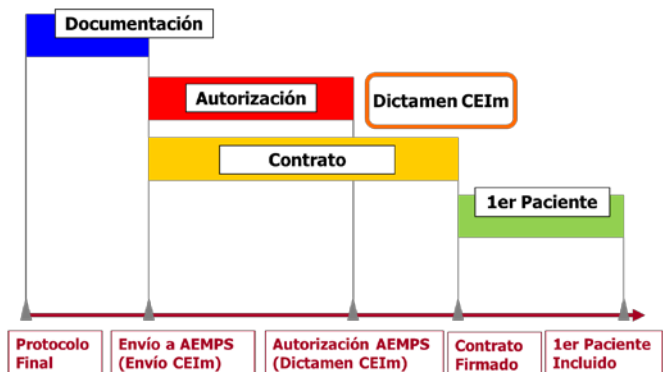 Documentación
Autorización
Dictamen CEIm
Contrato
1er Paciente
Protocolo
Final
Envío a AEMPS
(Envío CEIm)
Autorización AEMPS
(Dictamen CEIm)
Contrato
Firmado
1er Paciente
Incluido